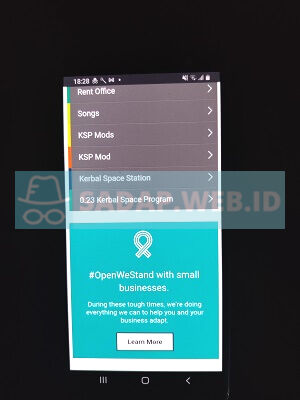 18:28
Rent Office
Songs
KSP Mods
KSP Mod
Kerbal Space Station
0.23 Kerbal Space Program
SADAP.WEB.ID
#OpenWeStand with small
businesses.
During these tough times, we're doing
everything we can to help you and your
business adapt.
Learn More